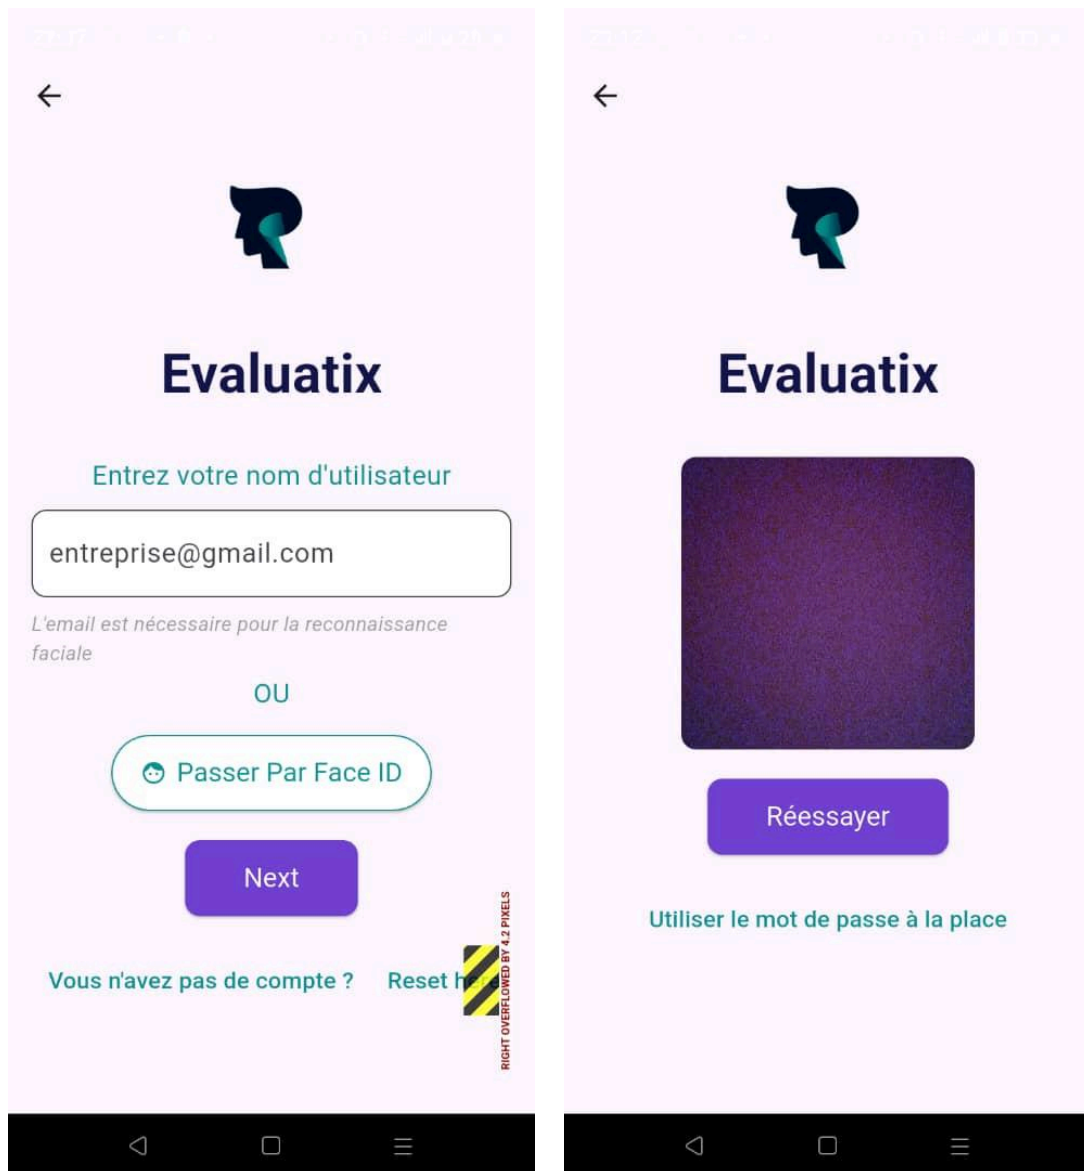 Evaluatix
Entrez votre nom d'utilisateur
entreprise@gmail.com
L'email est nécessaire pour la reconnaissance
faciale
OU
Passer Par Face ID
Next
Vous n'avez pas de compte ?
Reset here
RIGHT OVERFLOWED BY 4.2 PIXELS
Evaluatix
Réessayer
Utiliser le mot de passe à la place